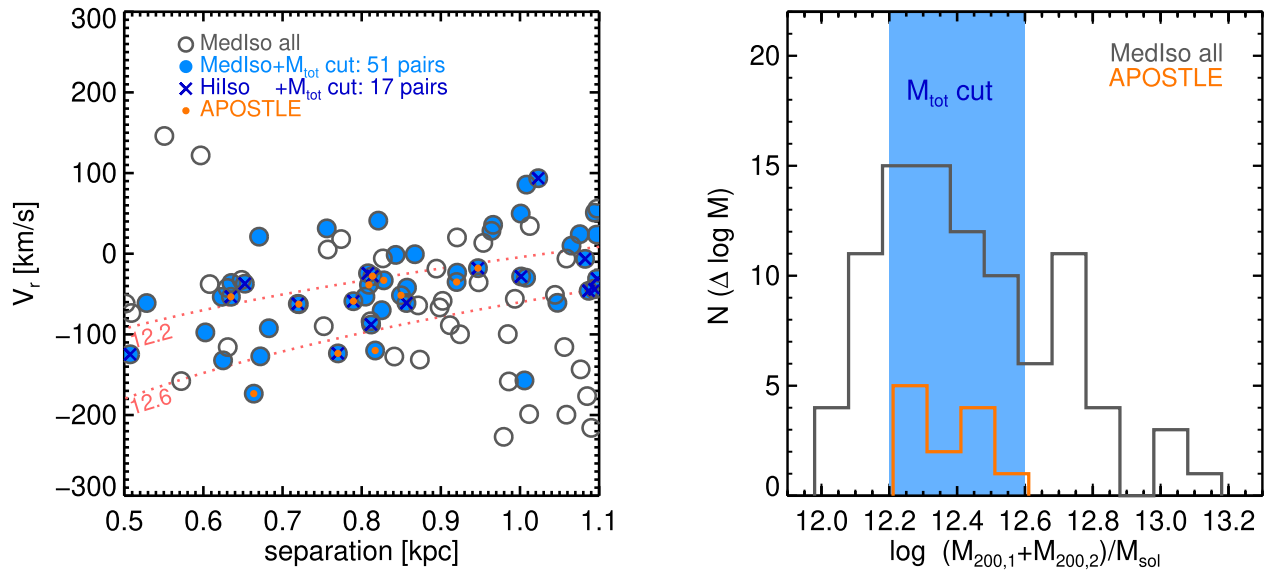 300
200
100
0
−100
−200
−300
V_r [km/s]
MedIso all
MedIso+M_tot cut: 51 pairs
HiIso +M_tot cut: 17 pairs
APOSTLE
12.2
12.6
0.5 0.6 0.7 0.8 0.9 1.0 1.1
separation [kpc]
20
15
10
5
0
N (Δ log M)
MedIso all
APOSTLE
M_tot cut
12.0 12.2 12.4 12.6 12.8 13.0 13.2
log (M_200,1+M_200,2)/M_sol